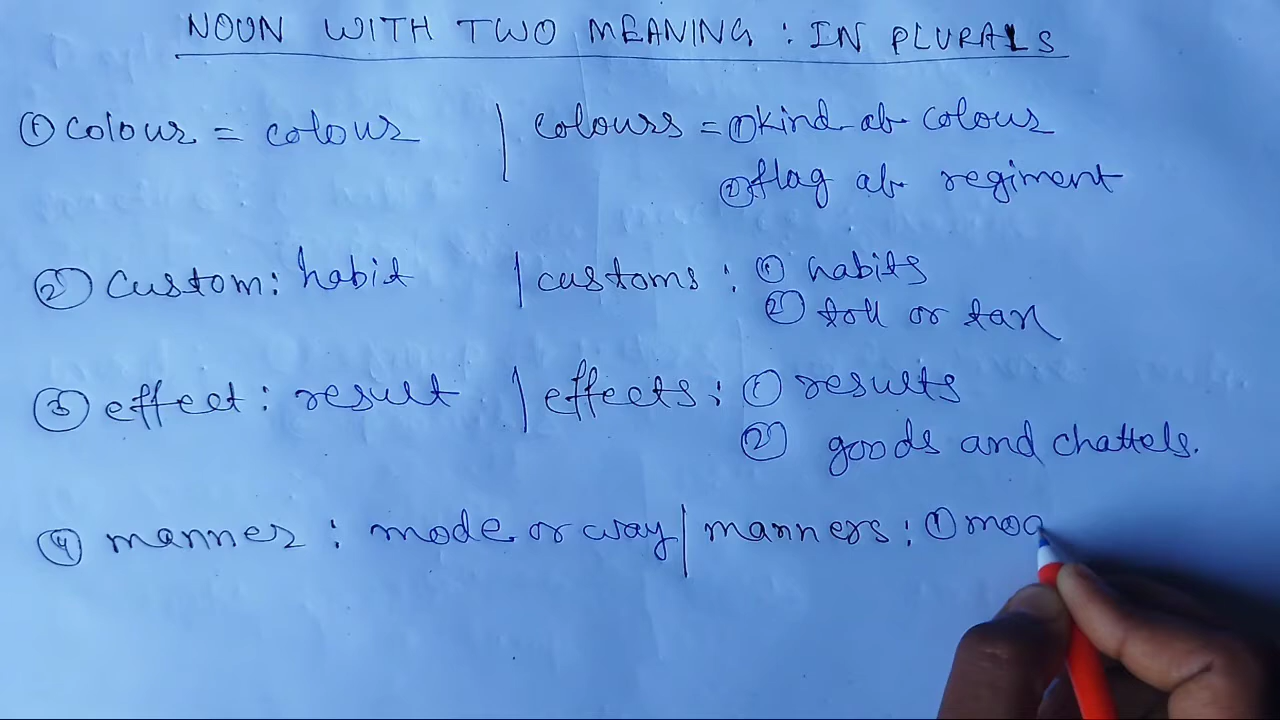 NOUN WITH TWO MEANING : IN PLURALS
① colour = colour | colours = ① kind of colour
② flag of regiment
② Custom : habit | customs : ① habits
② toll or tax
③ effect : result | effects : ① results
② goods and chattels.
④ manner : mode or way | manners : ① mod